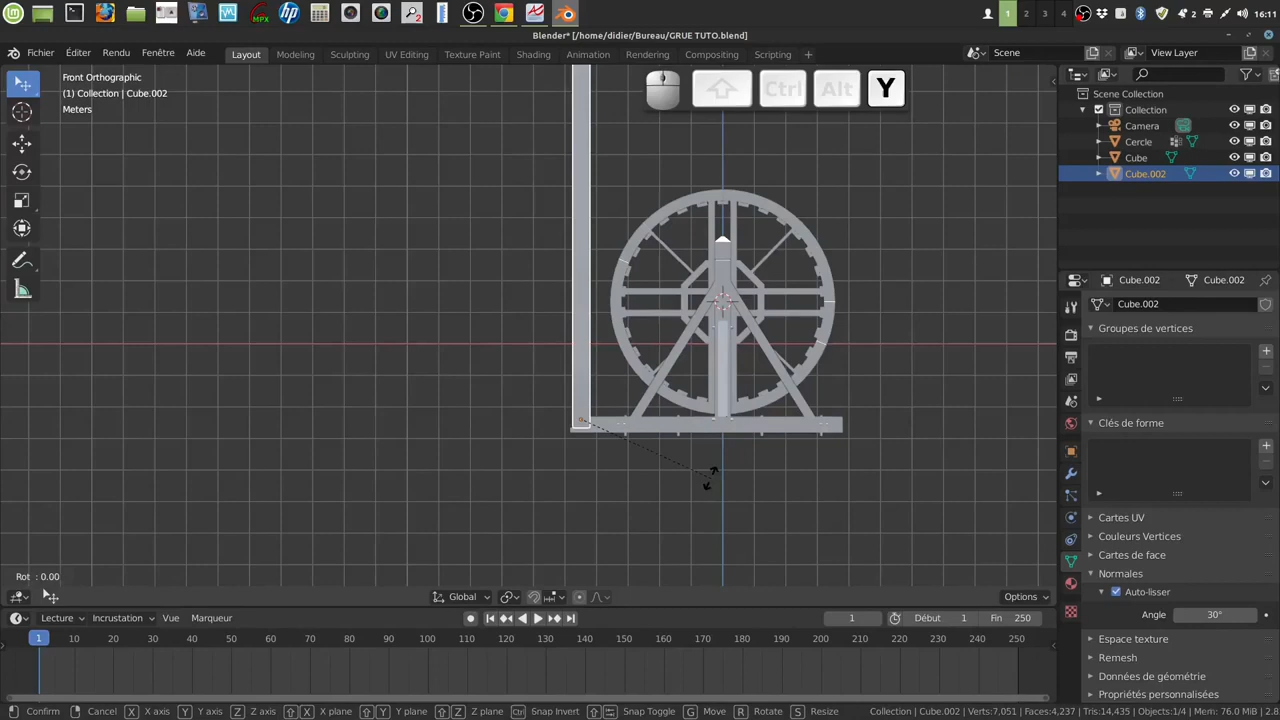 1 2 3 4 16:11
Blender* [/home/didier/Bureau/GRUE TUTO.blend]
Fichier Éditer Rendu Fenêtre Aide Layout Modeling Sculpting UV Editing Texture Paint Shading Animation Rendering Compositing Scripting + Scene View Layer
Front Orthographic
(1) Collection | Cube.002
Meters
Ctrl Alt Y
Scene Collection
Collection
Camera
Cercle
Cube
Cube.002
Cube.002 Cube.002
Cube.002
Groupes de vertices
Clés de forme
Cartes UV
Couleurs Vertices
Cartes de face
Normales
Auto-lisser
Angle 30°
Espace texture
Remesh
Données de géométrie
Propriétés personnalisées
Rot : 0.00
Global Options
Lecture Incrustation Vue Marqueur 1 Début 1 Fin 250
1 10 20 30 40 50 60 70 80 90 100 110 120 130 140 150 160 170 180 190 200 210 220 230 240 250
Confirm Cancel X X axis Y Y axis Z Z axis X X plane Y Y plane Z Z plane Ctrl Snap Invert Snap Toggle G Move R Rotate S Resize Collection | Cube.002 | Verts:7,051 | Faces:4,237 | Tris:14,435 | Objects:1/4 | Mem: 76.0 MiB | 2.8